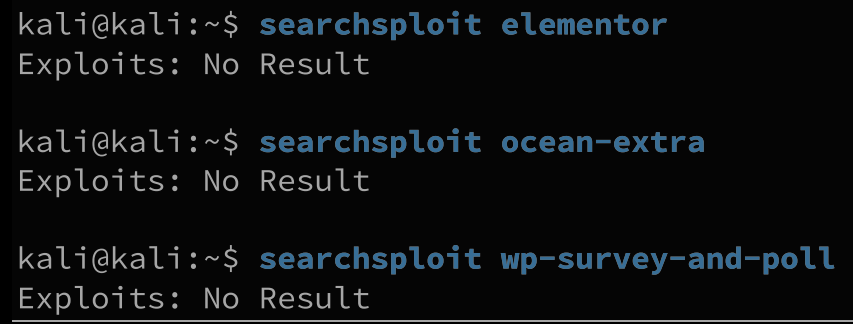 kali@kali:~$ searchsploit elementor
Exploits: No Result
kali@kali:~$ searchsploit ocean-extra
Exploits: No Result
kali@kali:~$ searchsploit wp-survey-and-poll
Exploits: No Result